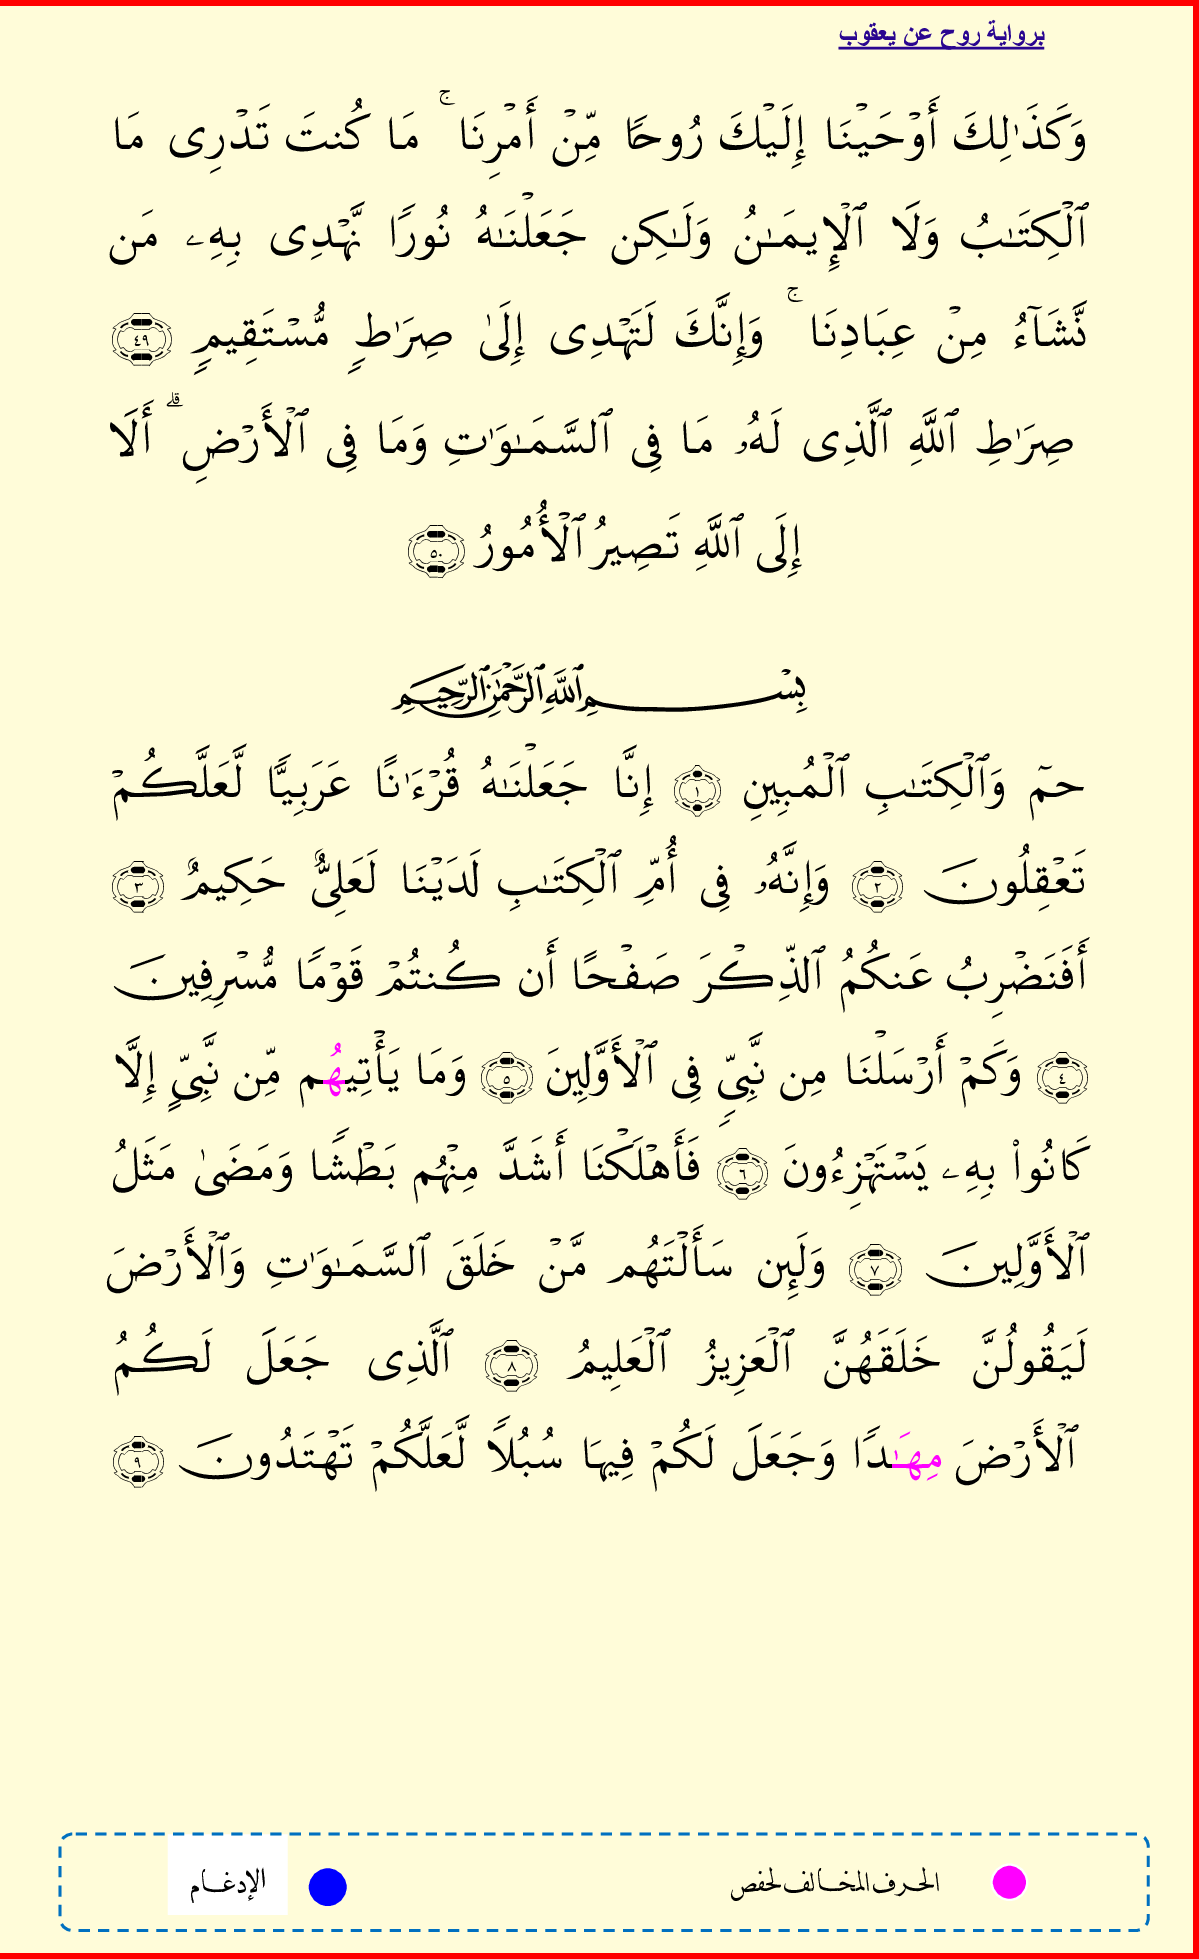 برواية روح عن يعقوب
وَكَذَٰلِكَ أَوۡحَيۡنَا إِلَيۡكَ رُوحٗا مِّنۡ أَمۡرِنَا ۚ مَا كُنتَ تَدۡرِى مَا
ٱلۡكِتَـٰبُ وَلَا ٱلۡإِيمَـٰنُ وَلَـٰكِن جَعَلۡنَـٰهُ نُورٗا نَّهۡدِى بِهِۦ مَن
نَّشَآءُ مِنۡ عِبَادِنَا ۚ وَإِنَّكَ لَتَهۡدِى إِلَىٰ صِرَٰطٖ مُّسۡتَقِيمٖ ٤٩
صِرَٰطِ ٱللَّهِ ٱلَّذِى لَهُۥ مَا فِى ٱلسَّمَـٰوَٰتِ وَمَا فِى ٱلۡأَرۡضِ ۗ أَلَا
إِلَى ٱللَّهِ تَصِيرُ ٱلۡأُمُورُ ٥٠
بِسۡمِ ٱللَّهِ ٱلرَّحۡمَـٰنِ ٱلرَّحِيمِ
حمٓ وَٱلۡكِتَـٰبِ ٱلۡمُبِينِ ١ إِنَّا جَعَلۡنَـٰهُ قُرۡءَٰنًا عَرَبِيّٗا لَّعَلَّكُمۡ
تَعۡقِلُونَ ٢ وَإِنَّهُۥ فِى أُمِّ ٱلۡكِتَـٰبِ لَدَيۡنَا لَعَلِىٌّ حَكِيمٌ ٣
أَفَنَضۡرِبُ عَنكُمُ ٱلذِّكۡرَ صَفۡحًا أَن كُنتُمۡ قَوۡمٗا مُّسۡرِفِينَ
٤ وَكَمۡ أَرۡسَلۡنَا مِن نَّبِىّٖ فِى ٱلۡأَوَّلِينَ ٥ وَمَا يَأۡتِيهُم مِّن نَّبِىٍّ إِلَّا
كَانُوا۟ بِهِۦ يَسۡتَهۡزِءُونَ ٦ فَأَهۡلَكۡنَا أَشَدَّ مِنۡهُم بَطۡشٗا وَمَضَىٰ مَثَلُ
ٱلۡأَوَّلِينَ ٧ وَلَئِن سَأَلۡتَهُم مَّنۡ خَلَقَ ٱلسَّمَـٰوَٰتِ وَٱلۡأَرۡضَ
لَيَقُولُنَّ خَلَقَهُنَّ ٱلۡعَزِيزُ ٱلۡعَلِيمُ ٨ ٱلَّذِى جَعَلَ لَكُمُ
ٱلۡأَرۡضَ مِهَـٰدٗا وَجَعَلَ لَكُمۡ فِيهَا سُبُلٗا لَّعَلَّكُمۡ تَهۡتَدُونَ ٩
الحرف المخالف لحفص
الإدغام